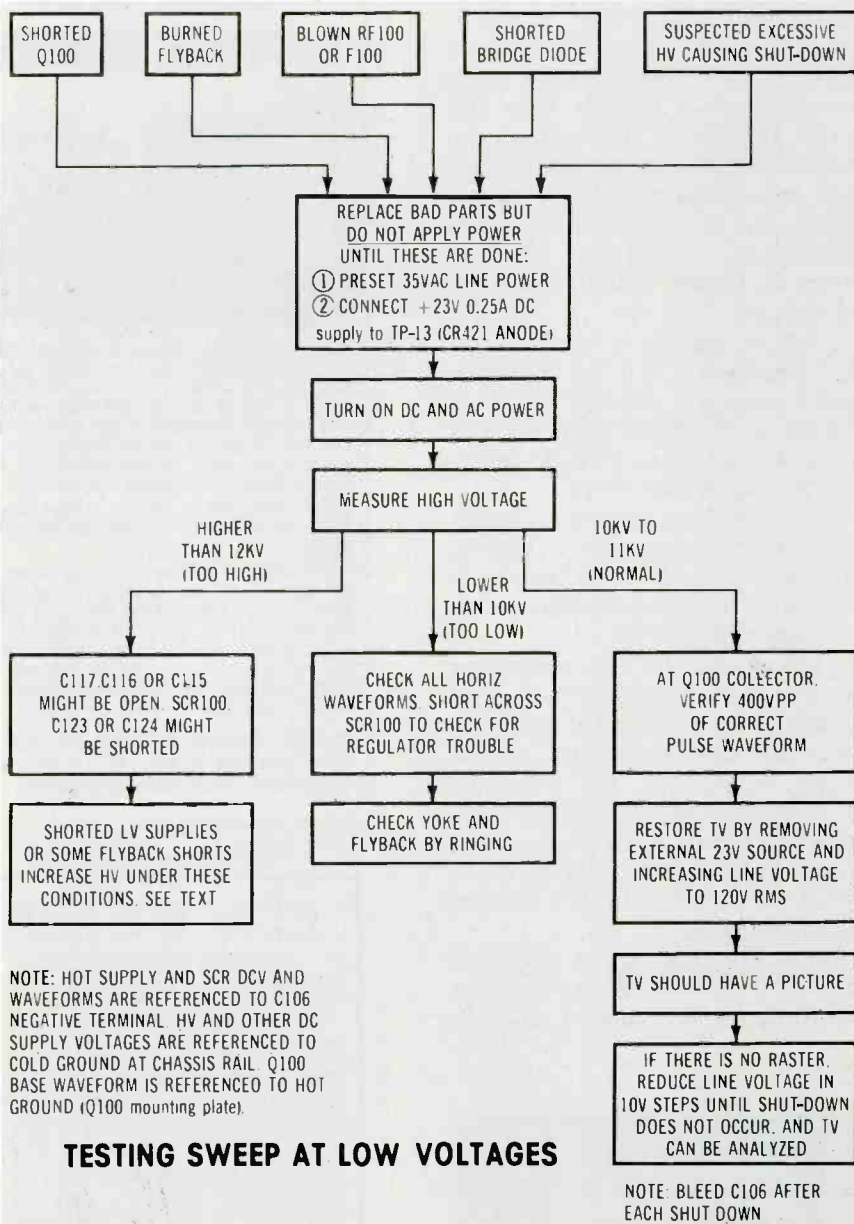 SHORTED
Q100
BURNED
FLYBACK
BLOWN RF100
OR F100
SHORTED
BRIDGE DIODE
SUSPECTED EXCESSIVE
HV CAUSING SHUT-DOWN
REPLACE BAD PARTS BUT
DO NOT APPLY POWER
UNTIL THESE ARE DONE:
① PRESET 35VAC LINE POWER
② CONNECT +23V 0.25A DC
supply to TP-13 (CR421 ANODE)
TURN ON DC AND AC POWER
MEASURE HIGH VOLTAGE
HIGHER
THAN 12KV
(TOO HIGH)
LOWER
THAN 10KV
(TOO LOW)
10KV TO
11KV
(NORMAL)
C117,C116 OR C115
MIGHT BE OPEN. SCR100,
C123 OR C124 MIGHT
BE SHORTED
SHORTED LV SUPPLIES
OR SOME FLYBACK SHORTS
INCREASE HV UNDER THESE
CONDITIONS. SEE TEXT
CHECK ALL HORIZ
WAVEFORMS. SHORT ACROSS
SCR100 TO CHECK FOR
REGULATOR TROUBLE
CHECK YOKE AND
FLYBACK BY RINGING
AT Q100 COLLECTOR,
VERIFY 400VPP
OF CORRECT
PULSE WAVEFORM
RESTORE TV BY REMOVING
EXTERNAL 23V SOURCE AND
INCREASING LINE VOLTAGE
TO 120V RMS
TV SHOULD HAVE A PICTURE
IF THERE IS NO RASTER,
REDUCE LINE VOLTAGE IN
10V STEPS UNTIL SHUT-DOWN
DOES NOT OCCUR, AND TV
CAN BE ANALYZED
NOTE: BLEED C106 AFTER
EACH SHUT DOWN
NOTE: HOT SUPPLY AND SCR DCV AND
WAVEFORMS ARE REFERENCED TO C106
NEGATIVE TERMINAL. HV AND OTHER DC
SUPPLY VOLTAGES ARE REFERENCED TO
COLD GROUND AT CHASSIS RAIL. Q100
BASE WAVEFORM IS REFERENCED TO HOT
GROUND (Q100 mounting plate).
TESTING SWEEP AT LOW VOLTAGES